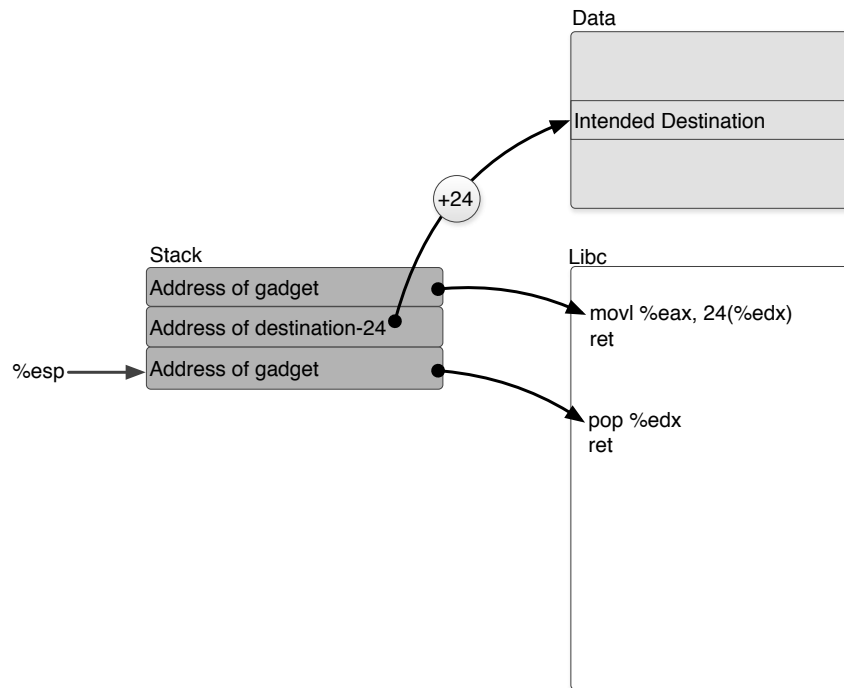 Data
Intended Destination
+24
Stack
Libc
Address of gadget
Address of destination-24
%esp
Address of gadget
movl %eax, 24(%edx)
ret
pop %edx
ret